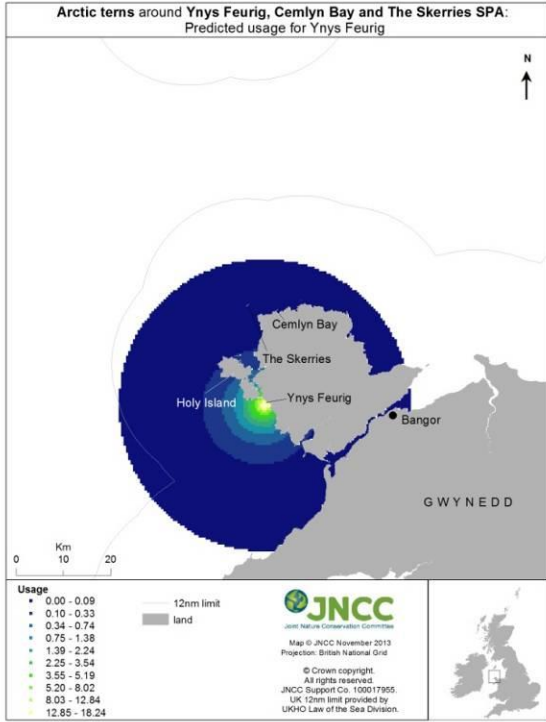 Arctic terns around Ynys Feurig, Cemlyn Bay and The Skerries SPA:
Predicted usage for Ynys Feurig
N
Cemlyn Bay
The Skerries
Holy Island
Ynys Feurig
Bangor
GWYNEDD
Km
0 10 20
Usage
0.00 - 0.09
0.10 - 0.33
0.34 - 0.74
0.75 - 1.38
1.39 - 2.24
2.25 - 3.54
3.55 - 5.19
5.20 - 8.02
8.03 - 12.84
12.85 - 18.24
12nm limit
land
JNCC
Joint Nature Conservation Committee
Map © JNCC November 2013
Projection: British National Grid
© Crown copyright.
All rights reserved.
JNCC Support Co. 100017955.
UK 12nm limit provided by
UKHO Law of the Sea Division.